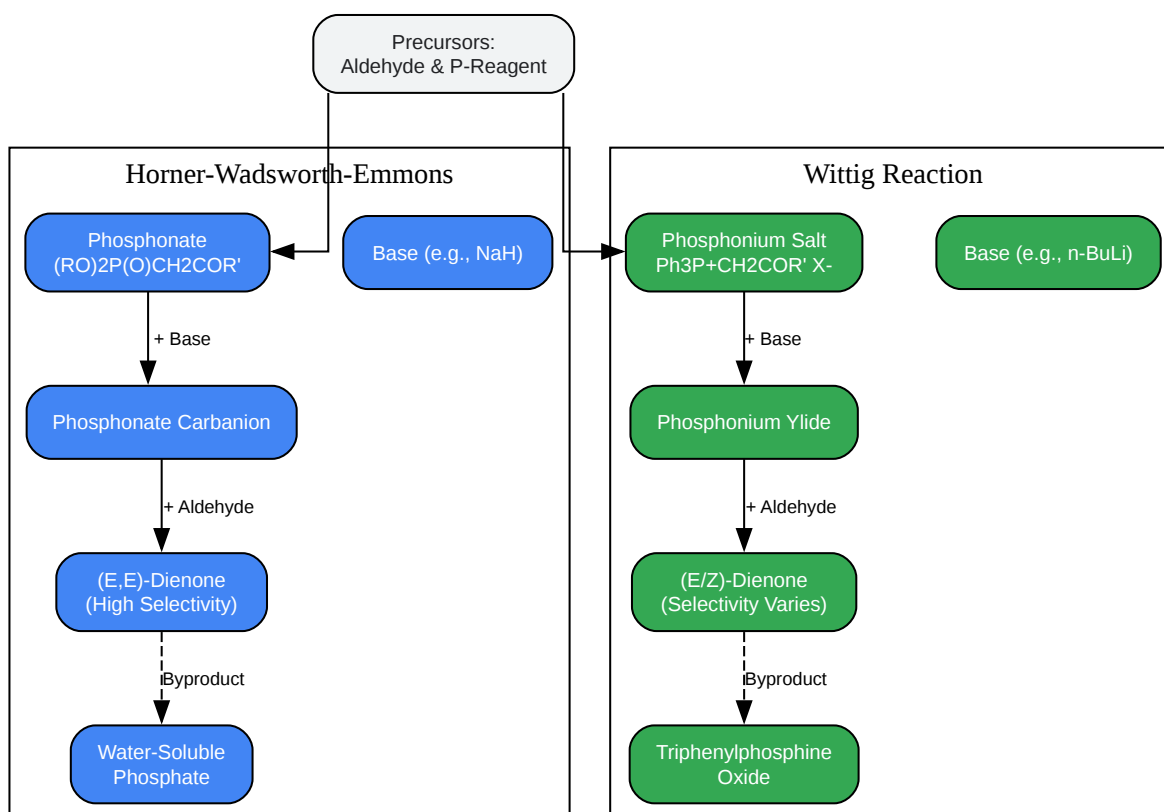 Precursors:
Aldehyde & P-Reagent
Horner-Wadsworth-Emmons
Phosphonate
(RO)2P(O)CH2COR'
Base (e.g., NaH)
+ Base
Phosphonate Carbanion
+ Aldehyde
(E,E)-Dienone
(High Selectivity)
Byproduct
Water-Soluble
Phosphate
Wittig Reaction
Phosphonium Salt
Ph3P+CH2COR' X-
Base (e.g., n-BuLi)
+ Base
Phosphonium Ylide
+ Aldehyde
(E/Z)-Dienone
(Selectivity Varies)
Byproduct
Triphenylphosphine
Oxide